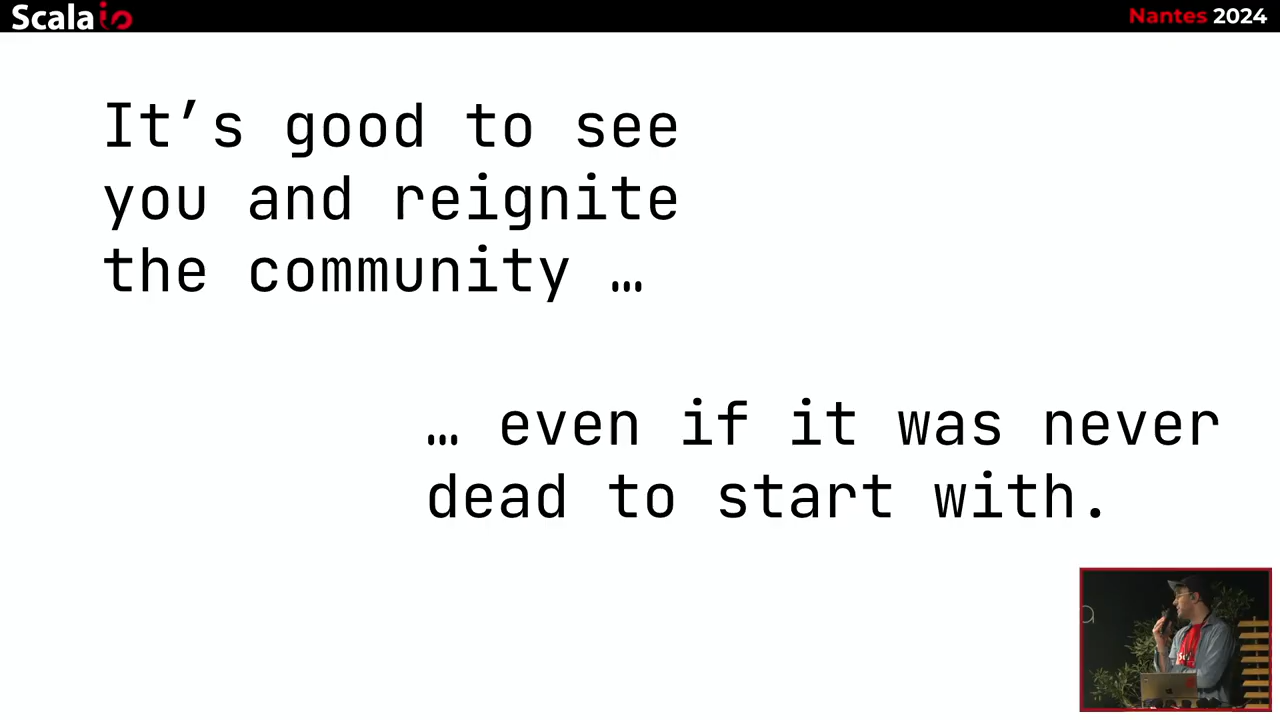 Scalaio
Nantes 2024
It’s good to see
you and reignite
the community …
… even if it was never
dead to start with.